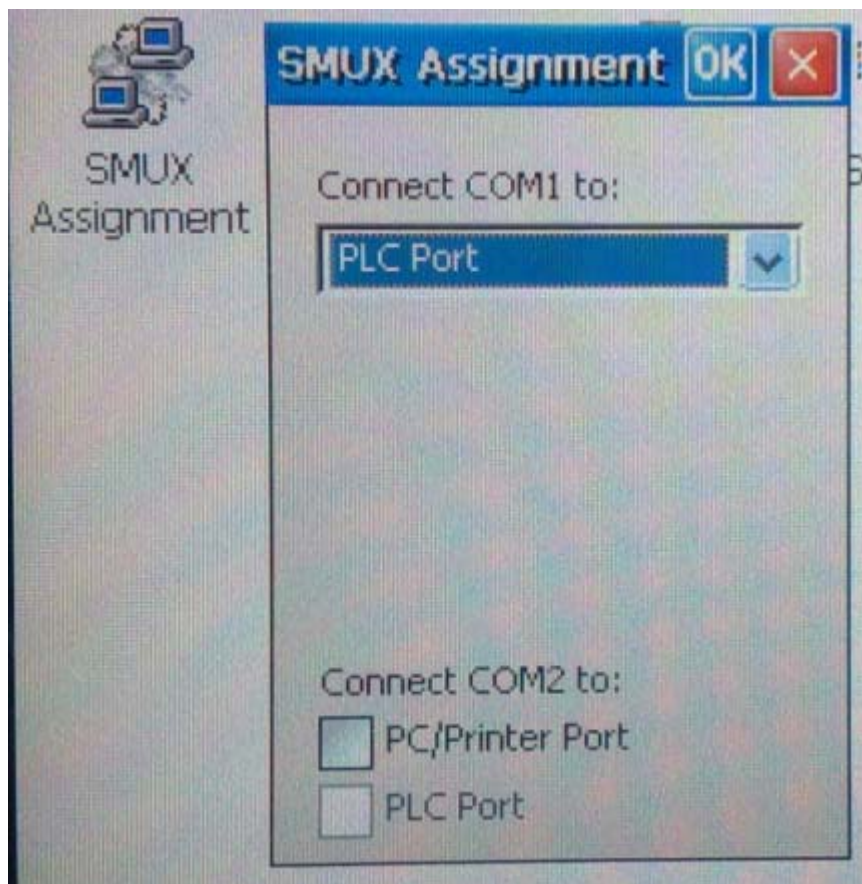 SMUX
Assignment
SMUX Assignment OK
Connect COM1 to:
PLC Port
Connect COM2 to:
PC/Printer Port
PLC Port